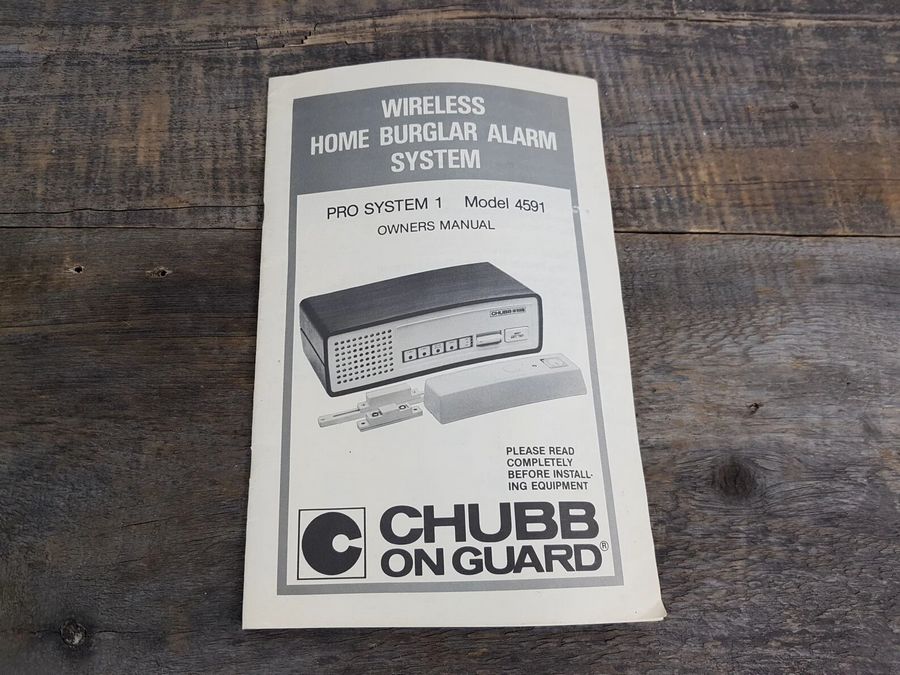 WIRELESS
HOME BURGLAR ALARM
SYSTEM
PRO SYSTEM 1 Model 4591
OWNERS MANUAL
CHUBB
PLEASE READ
COMPLETELY
BEFORE INSTALL-
ING EQUIPMENT
C CHUBB
ON GUARD®